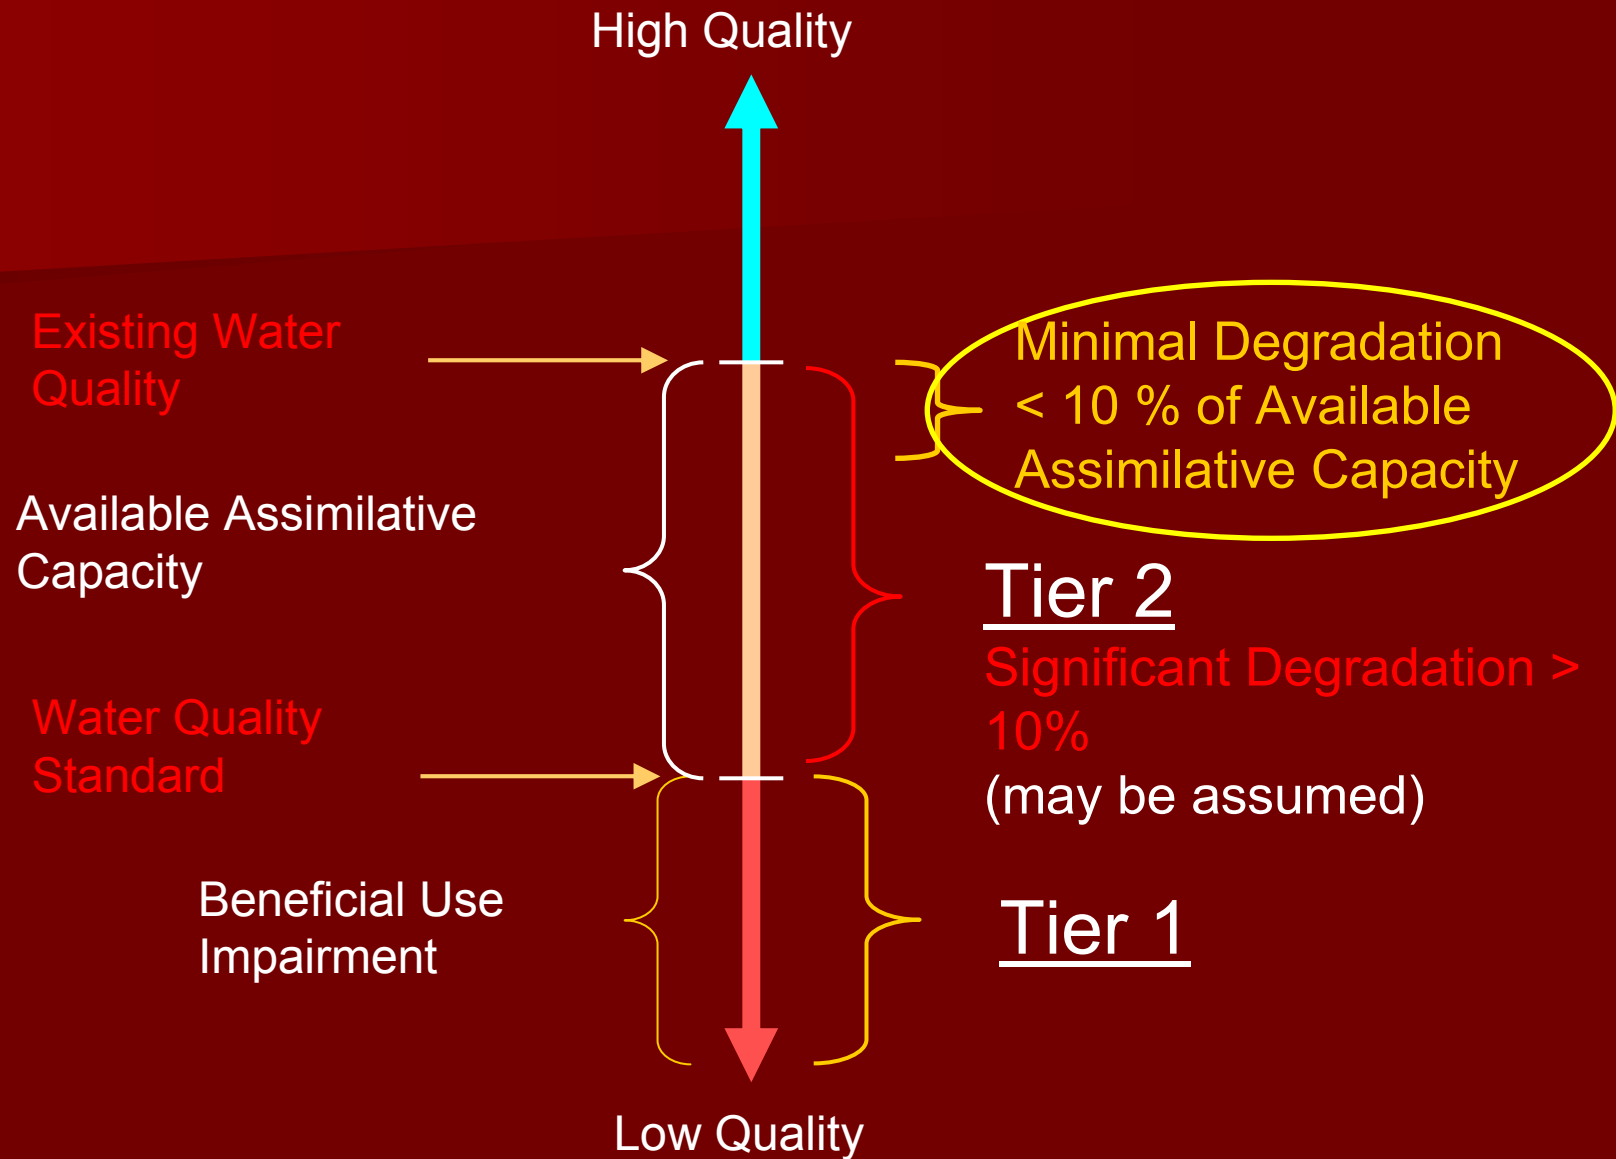 High Quality
Existing Water
Quality
Minimal Degradation
< 10 % of Available
Assimilative Capacity
Available Assimilative
Capacity
Tier 2
Significant Degradation >
10%
(may be assumed)
Water Quality
Standard
Beneficial Use
Impairment
Tier 1
Low Quality